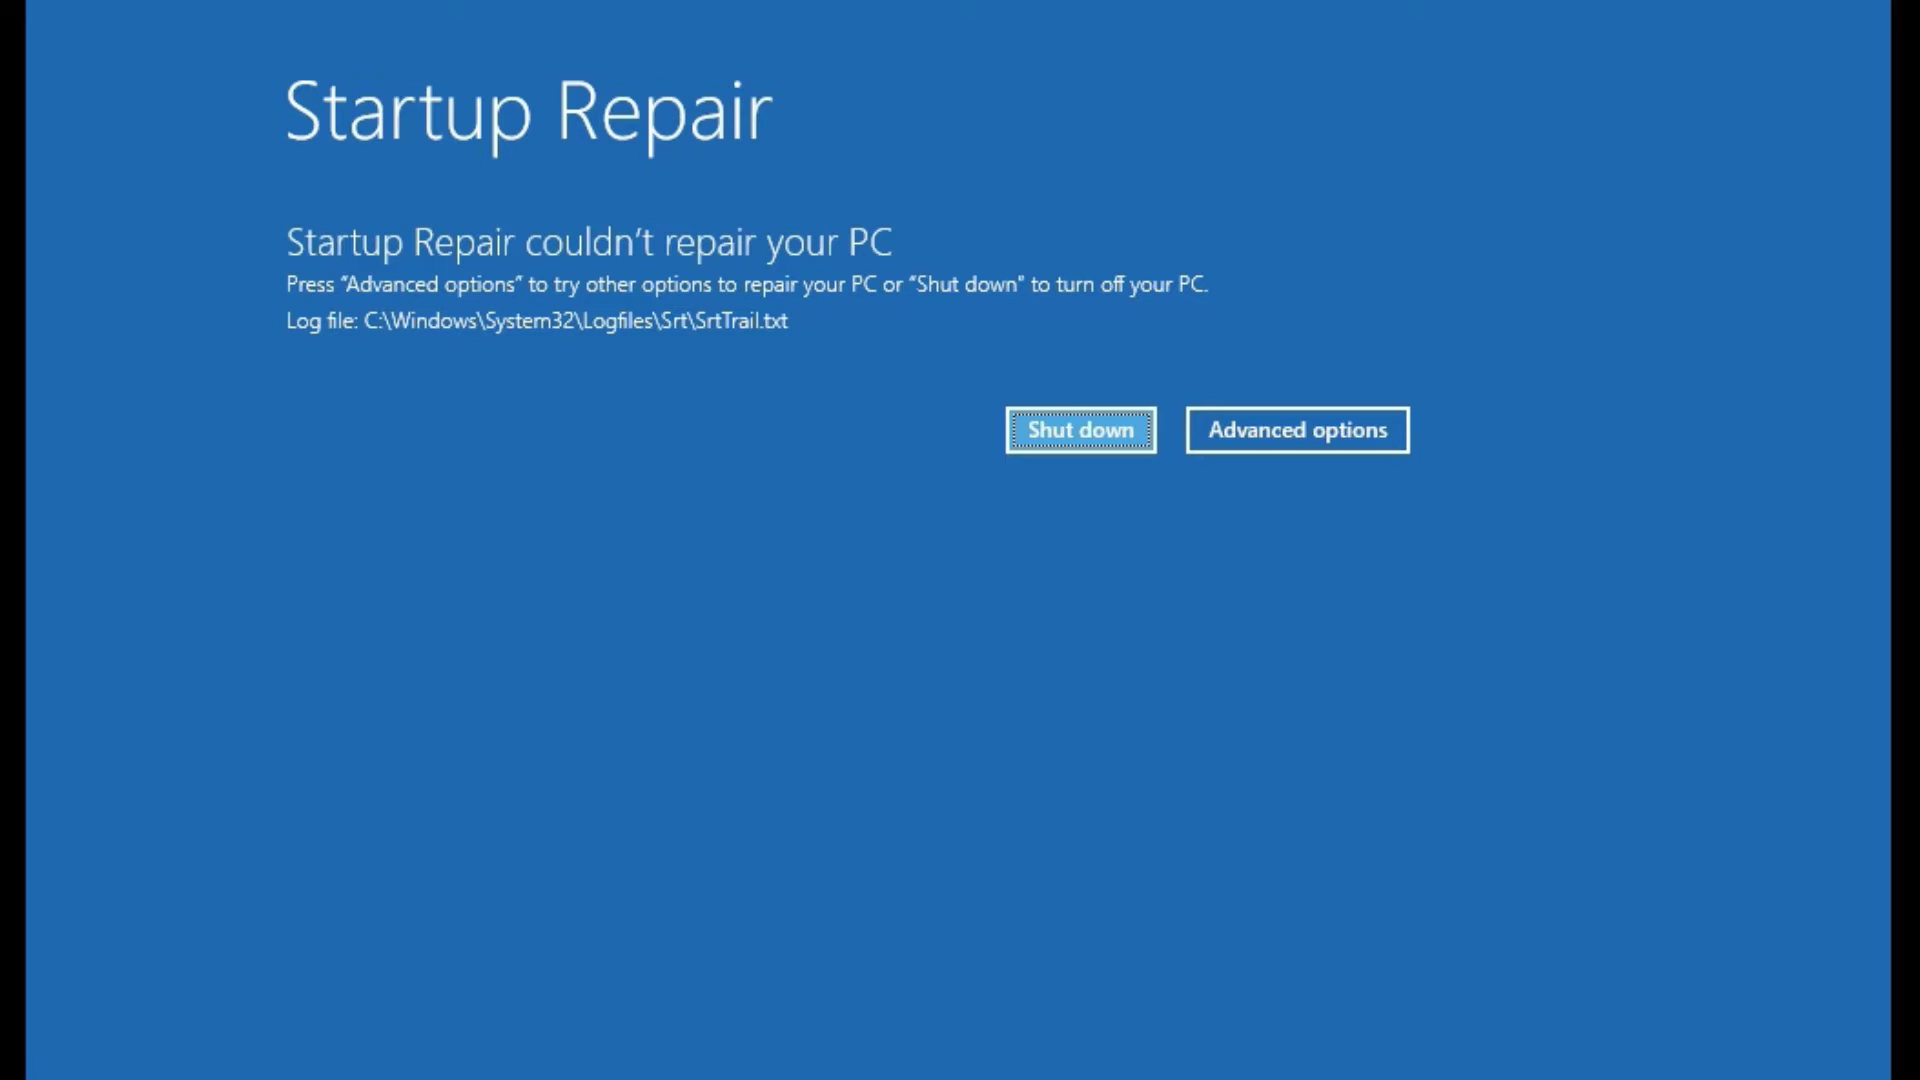 Startup Repair
Startup Repair couldn't repair your PC
Press “Advanced options” to try other options to repair your PC or “Shut down” to turn off your PC.
Log file: C:\Windows\System32\Logfiles\Srt\SrtTrail.txt
Shut down
Advanced options